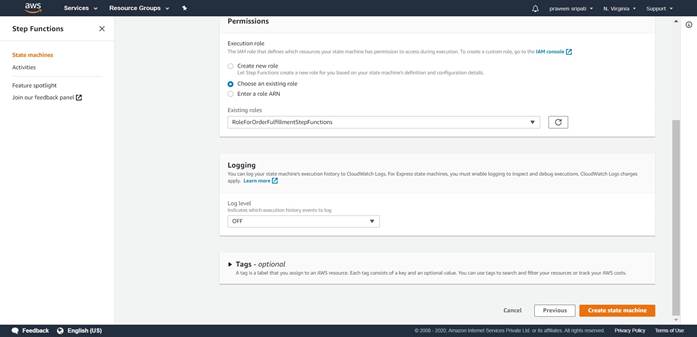 aws
Services
Resource Groups
praveen sripati
N. Virginia
Support
Step Functions
State machines
Activities
Feature spotlight
Join our feedback panel
Permissions
Execution role
The IAM role that defines which resources your state machine has permission to access during execution. To create a custom role, go to the IAM console
Create new role
Let Step Functions create a new role for you based on your state machine's definition and configuration details.
Choose an existing role
Enter a role ARN
Existing roles
RoleForOrderFulfillmentStepFunctions
Logging
You can log your state machine's execution history to CloudWatch Logs. For Express state machines, you must enable logging to inspect and debug executions. CloudWatch Logs charges
apply. Learn more
Log level
Indicates which execution history events to log
OFF
Tags - optional
A tag is a label that you assign to an AWS resource. Each tag consists of a key and an optional value. You can use tags to search and filter your resources or track your AWS costs.
Cancel
Previous
Create state machine
Feedback
English (US)
© 2008 - 2020, Amazon Internet Services Private Ltd. or its affiliates. All rights reserved.
Privacy Policy
Terms of Use